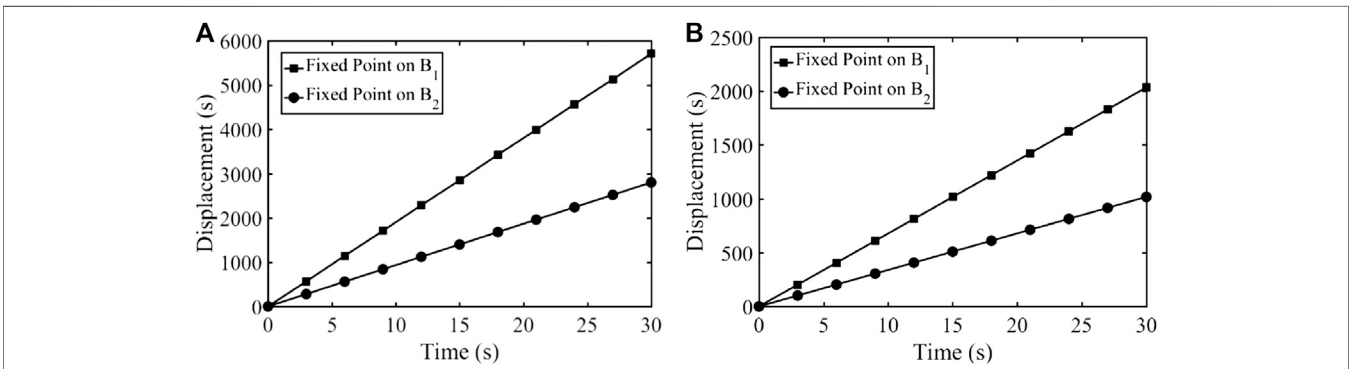 A
6000
5000
4000
3000
2000
1000
0
Displacement (s)
Fixed Point on B1
Fixed Point on B2
0 5 10 15 20 25 30
Time (s)
B
2500
2000
1500
1000
500
0
Displacement (s)
Fixed Point on B1
Fixed Point on B2
0 5 10 15 20 25 30
Time (s)